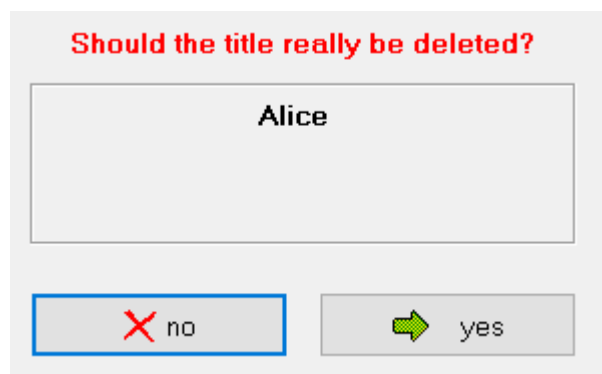 Should the title really be deleted?
Alice
no
yes